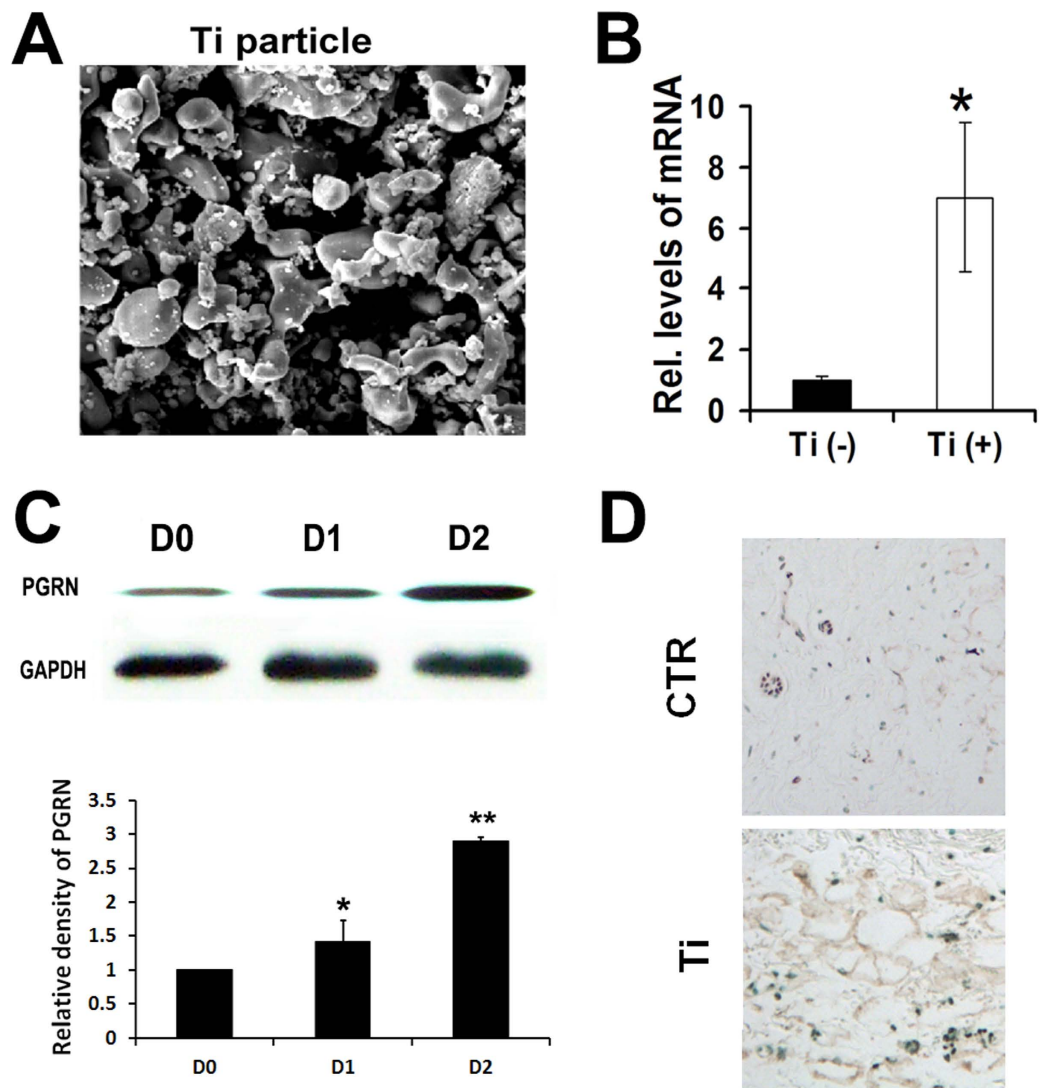 A
Ti particle
B
Rel. levels of mRNA
10
8
6
4
2
0
*
Ti (-)
Ti (+)
C
D0 D1 D2
PGRN
GAPDH
Relative density of PGRN
3.5
3
2.5
2
1.5
1
0.5
0
*
**
D0 D1 D2
D
CTR
Ti